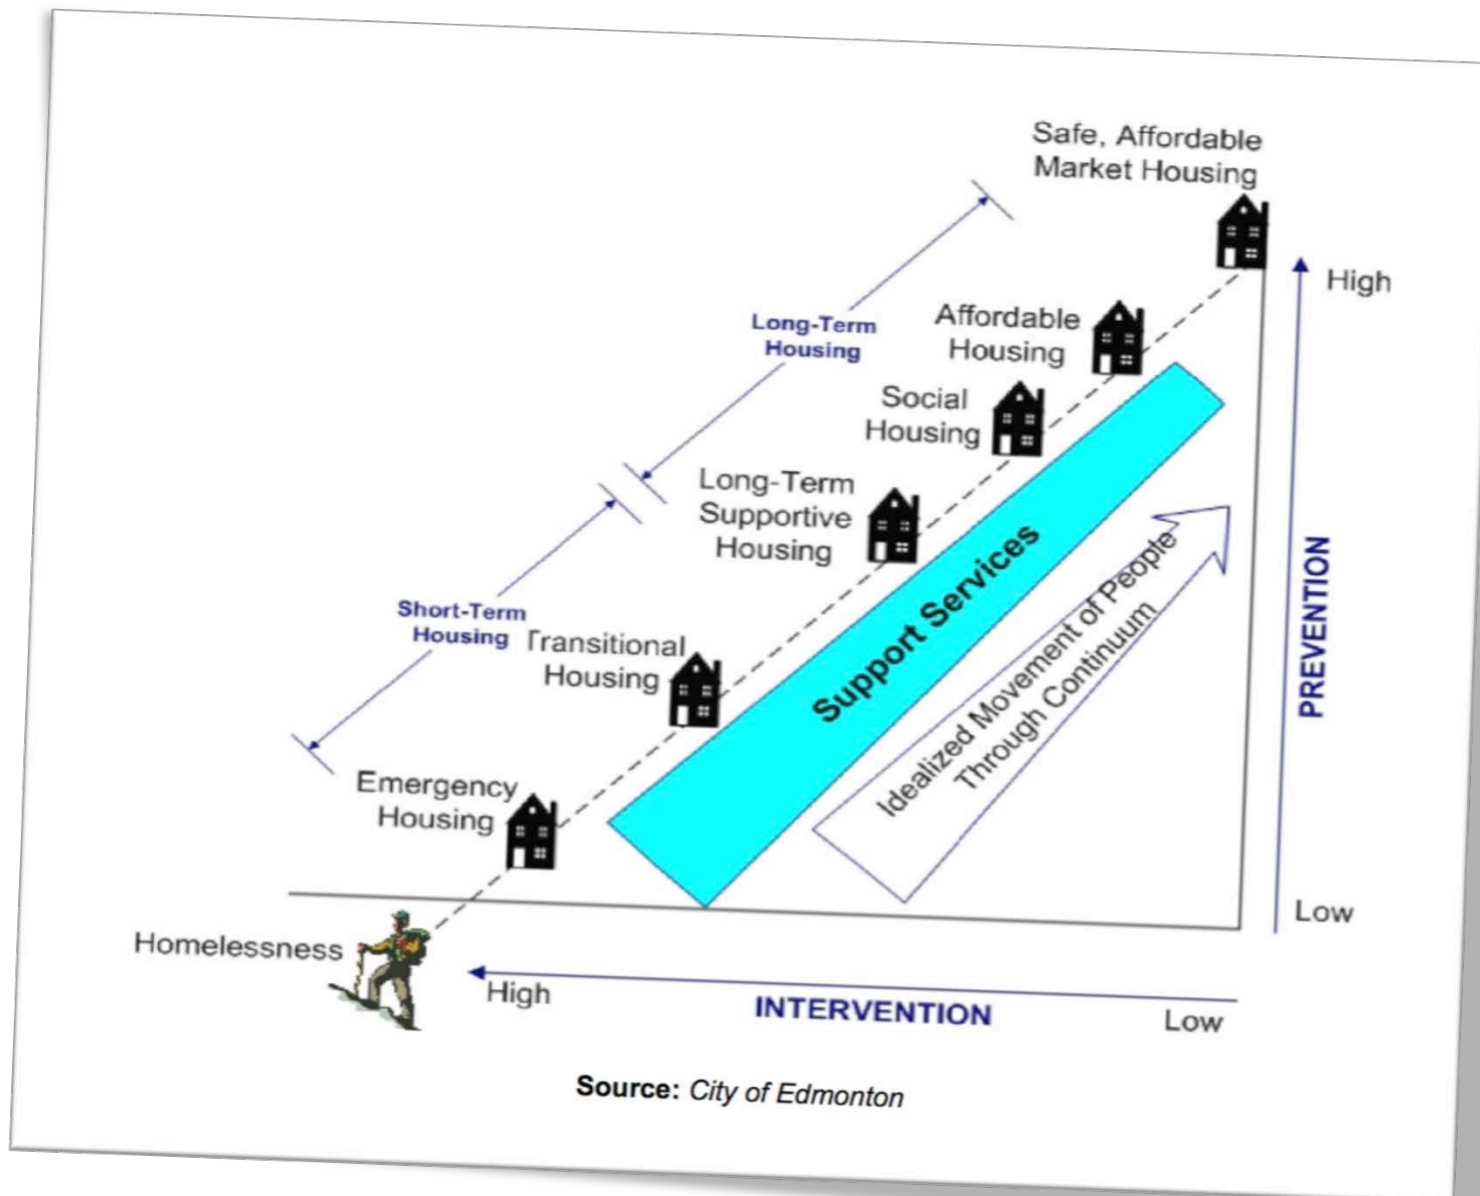 Safe, Affordable
Market Housing
High
Long-Term
Housing
Affordable
Housing
Social
Housing
Long-Term
Supportive
Housing
Support Services
Idealized Movement of People
Through Continuum
PREVENTION
Short-Term
Housing
Transitional
Housing
Emergency
Housing
Low
Homelessness
High
INTERVENTION
Low
Source: City of Edmonton